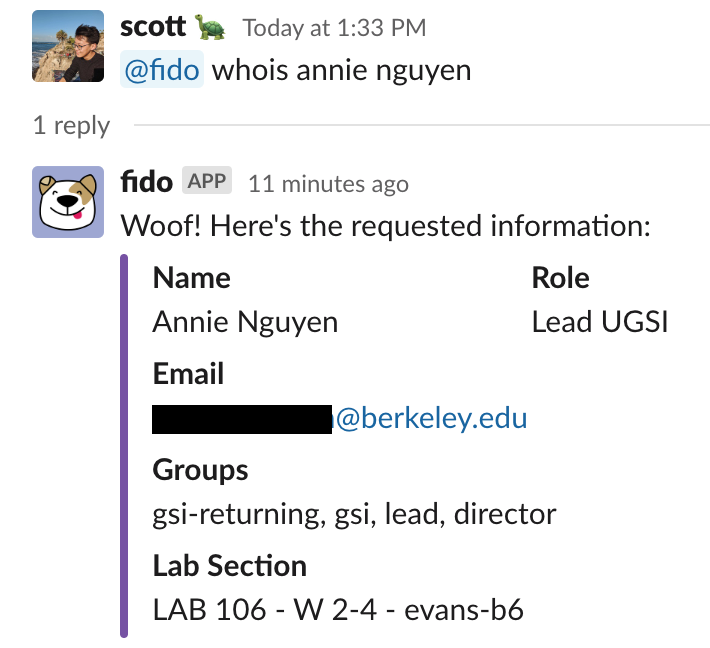 scott 🐢 Today at 1:33 PM
@fido whois annie nguyen
1 reply
fido APP 11 minutes ago
Woof! Here's the requested information:
Name Role
Annie Nguyen Lead UGSI
Email
@berkeley.edu
Groups
gsi-returning, gsi, lead, director
Lab Section
LAB 106 - W 2-4 - evans-b6